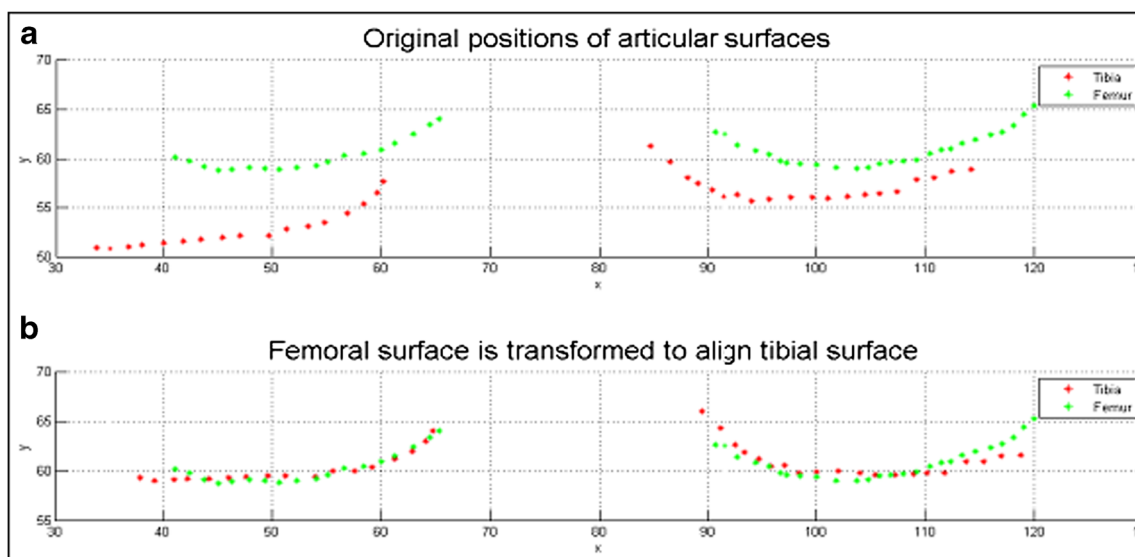 a
Original positions of articular surfaces
70
65
60
55
50
y
30 40 50 60 70 80 90 100 110 120
x
Tibia
Femur
b
Femoral surface is transformed to align tibial surface
70
65
60
55
y
30 40 50 60 70 80 90 100 110 120
x
Tibia
Femur